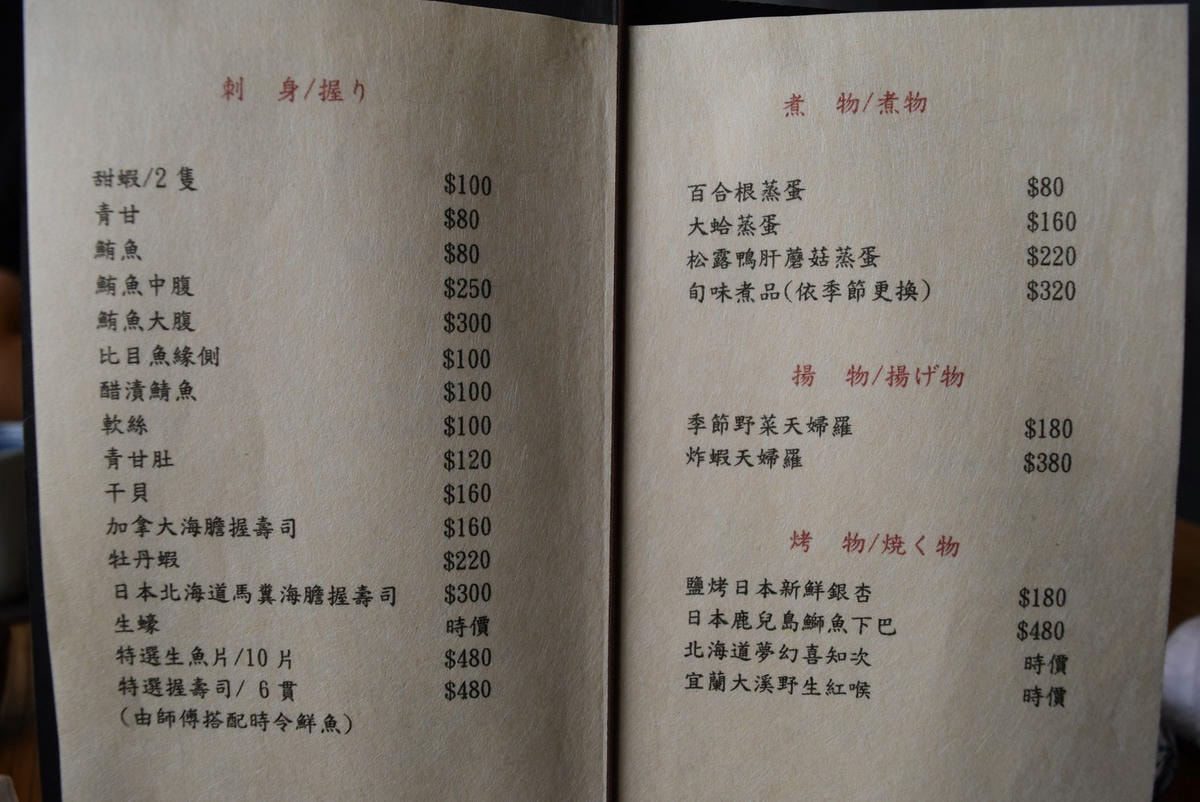 刺 身/握り
甜蝦/2 隻 $100
青甘 $80
鮪魚 $80
鮪魚中腹 $250
鮪魚大腹 $300
比目魚緣側 $100
醋漬鯖魚 $100
軟絲 $100
青甘肚 $120
干貝 $160
加拿大海膽握壽司 $160
牡丹蝦 $220
日本北海道馬糞海膽握壽司 $300
生蠔 時價
特選生魚片/10 片 $480
特選握壽司/ 6 貫 $480
(由師傅搭配時令鮮魚)
煮 物/煮物
百合根蒸蛋 $80
大蛤蒸蛋 $160
松露鴨肝蘑菇蒸蛋 $220
旬味煮品(依季節更換) $320
揚 物/揚げ物
季節野菜天婦羅 $180
炸蝦天婦羅 $380
烤 物/焼く物
鹽烤日本新鮮銀杏 $180
日本鹿兒島鰤魚下巴 $480
北海道夢幻喜知次 時價
宜蘭大溪野生紅喉 時價